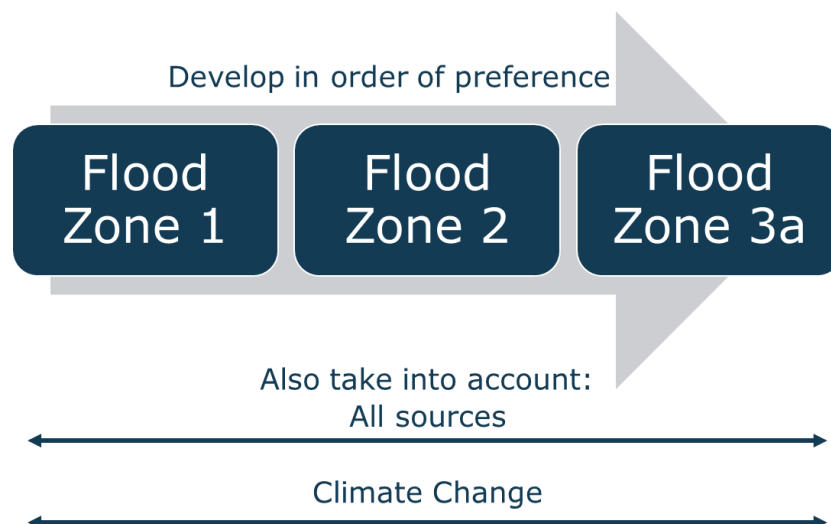 Develop in order of preference
Flood
Zone 1
Flood
Zone 2
Flood
Zone 3a
Also take into account:
All sources
Climate Change